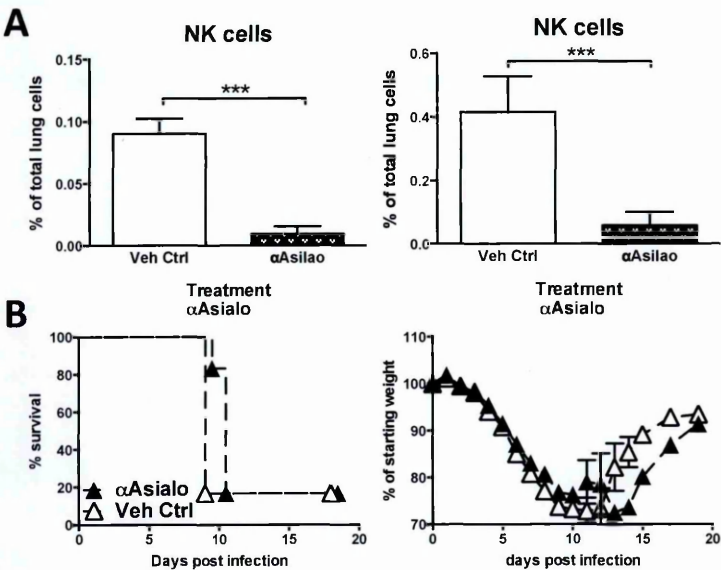 A
NK cells
% of total lung cells
0.15
0.10
0.05
0.00
***
Veh Ctrl
αAsilao
NK cells
% of total lung cells
0.6
0.4
0.2
0.0
***
Veh Ctrl
αAsilao
B
Treatment
αAsialo
% survival
100
80
60
40
20
0
αAsialo
Veh Ctrl
0 5 10 15 20
Days post infection
Treatment
αAsialo
% of starting weight
110
100
90
80
70
0 5 10 15 20
days post infection